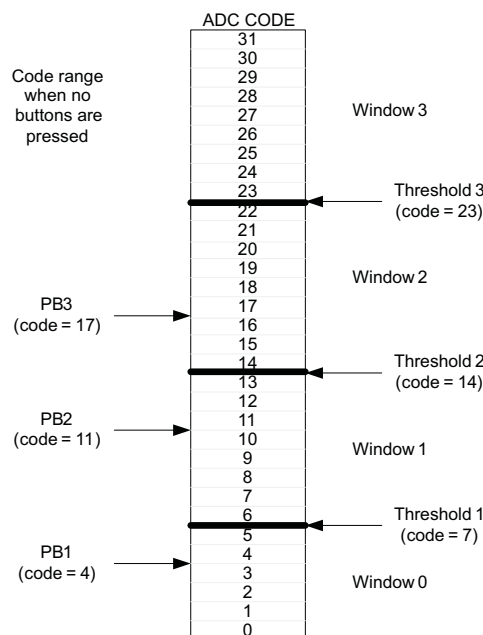 ADC CODE
31
30
29
28
27
26
25
24
23
22
21
20
19
18
17
16
15
14
13
12
11
10
9
8
7
6
5
4
3
2
1
0
Code range
when no
buttons are
pressed
PB3
(code = 17)
PB2
(code = 11)
PB1
(code = 4)
Window 3
Threshold 3
(code = 23)
Window 2
Threshold 2
(code = 14)
Window 1
Threshold 1
(code = 7)
Window 0